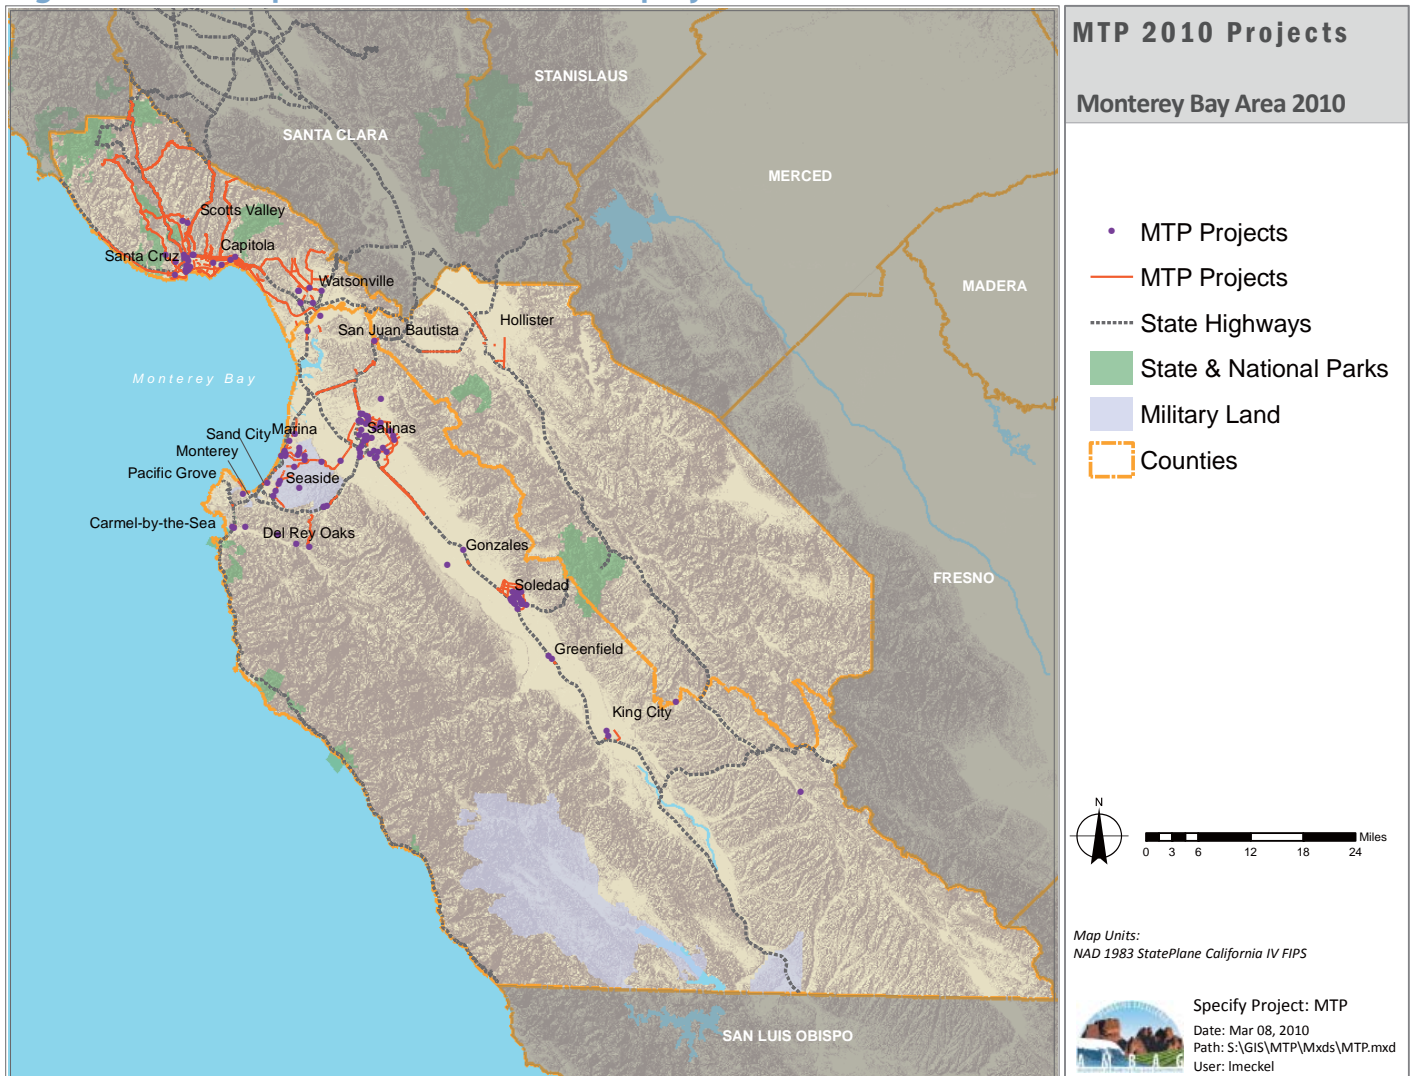 MTP 2010 Projects
Monterey Bay Area 2010
STANISLAUS
SANTA CLARA
MERCED
MADERA
FRESNO
SAN LUIS OBISPO
Scotts Valley
Santa Cruz
Capitola
Watsonville
San Juan Bautista
Hollister
Monterey Bay
Salinas
Marina
Sand City
Monterey
Pacific Grove
Seaside
Carmel-by-the-Sea
Del Rey Oaks
Gonzales
Soledad
Greenfield
King City
MTP Projects
MTP Projects
State Highways
State & National Parks
Military Land
Counties
N
Miles
0 3 6 12 18 24
Map Units:
NAD 1983 StatePlane California IV FIPS
Specify Project: MTP
Date: Mar 08, 2010
Path: S:\GIS\MTP\Mxds\MTP.mxd
User: lmeckel
AMBAG